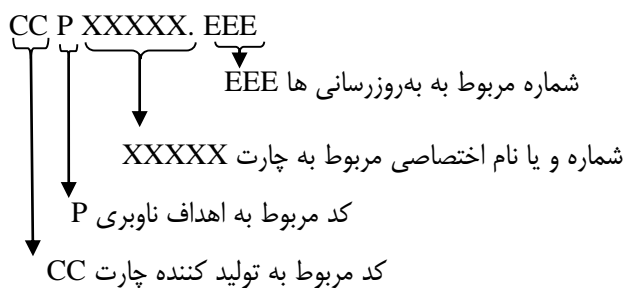 CC P XXXXX. EEE
شماره مربوط به به‌روزرسانی ها EEE
شماره و یا نام اختصاصی مربوط به چارت XXXXX
کد مربوط به اهداف ناوبری P
کد مربوط به تولید کننده چارت CC